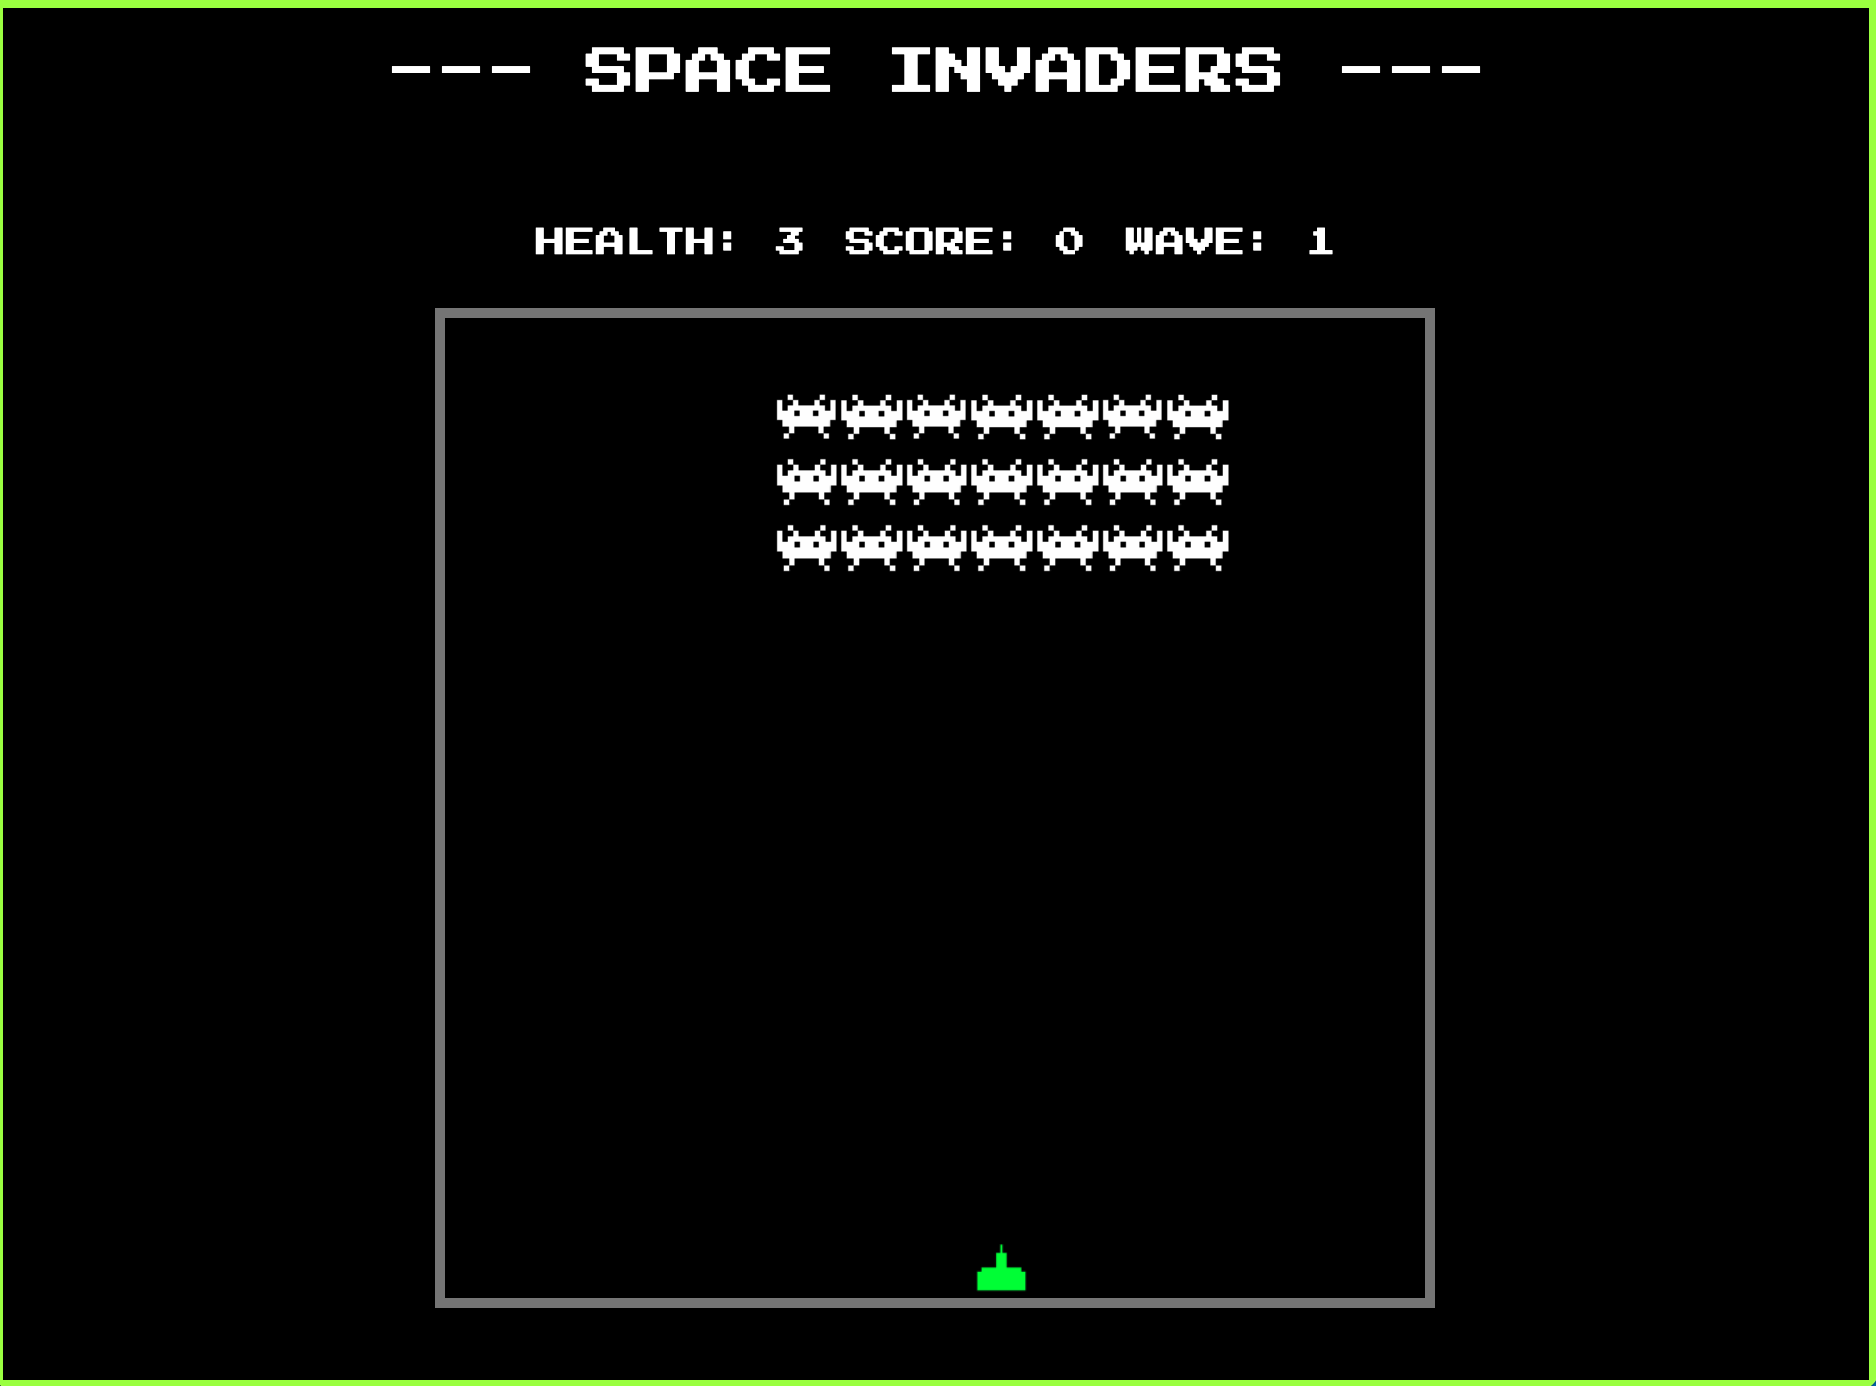 --- SPACE INVADERS ---
HEALTH: 3 SCORE: 0 WAVE: 1